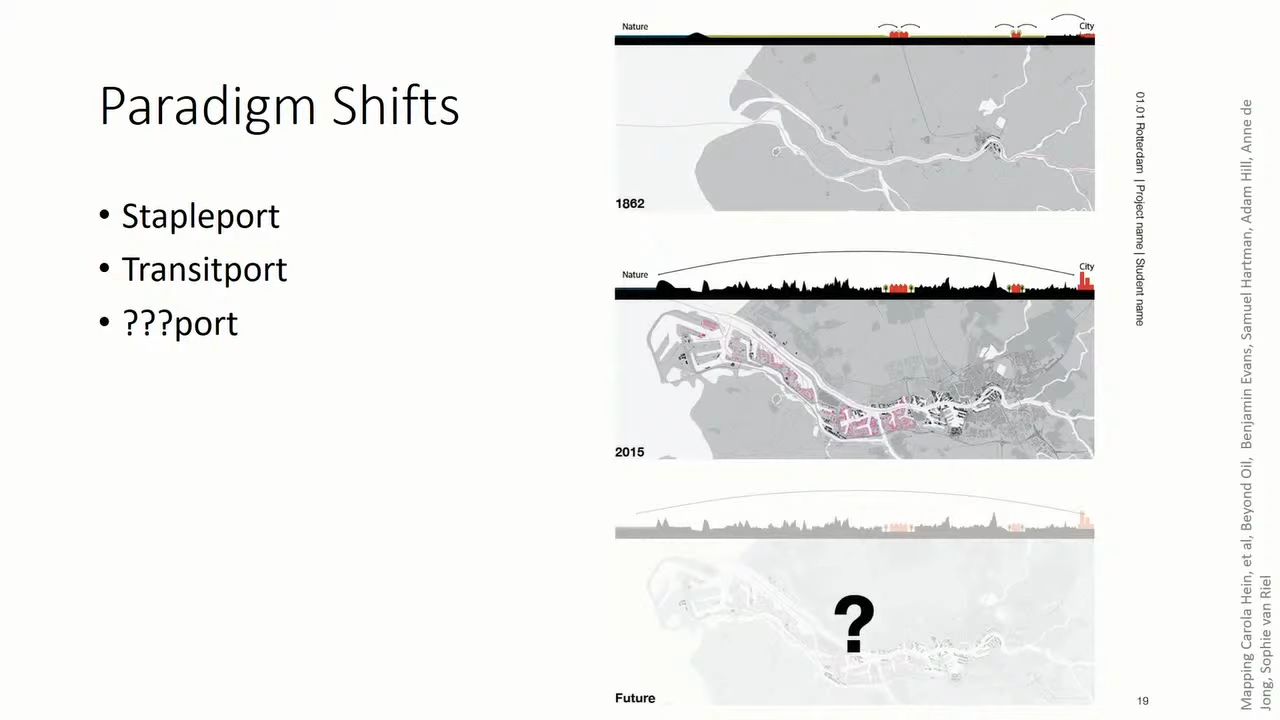 Paradigm Shifts
• Stapleport
• Transitport
• ???port
Nature
City
1862
Nature
City
2015
?
Future
01.01 Rotterdam | Project name | Student name
19
Mapping Carola Hein, et al, Beyond Oil, Benjamin Evans, Samuel Hartman, Adam Hill, Anne de
Jong, Sophie van Riel